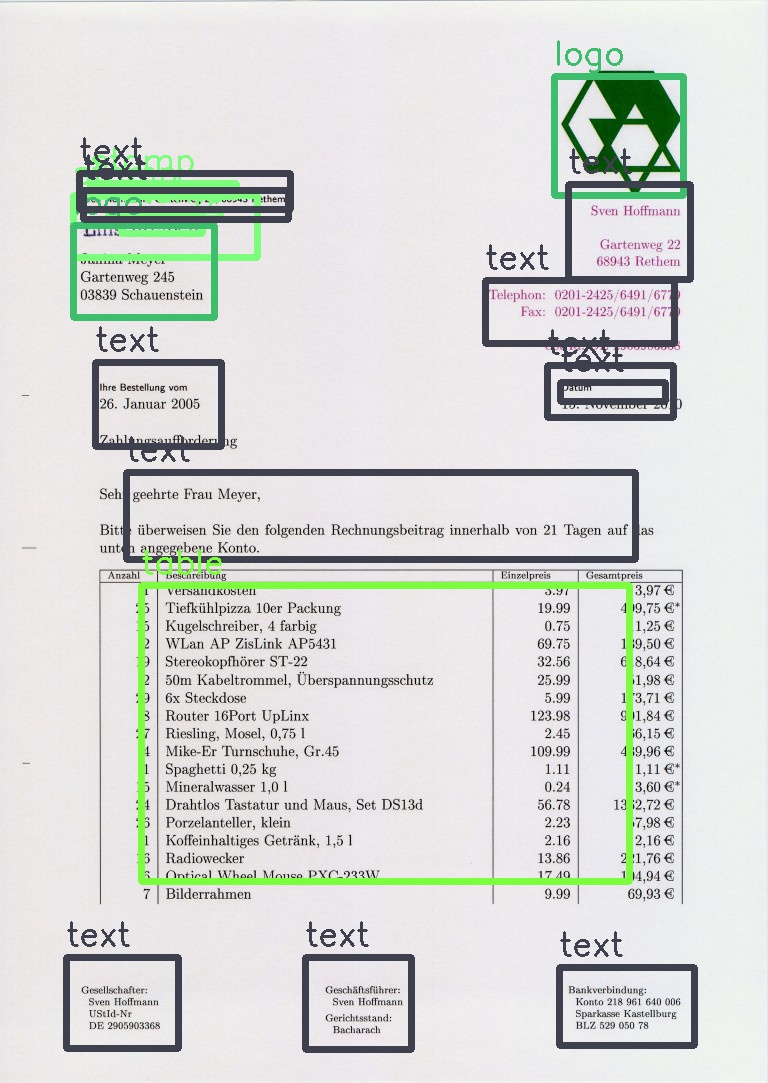 logo
text
text
stamp
logo
text
Sven Hoffmann
Gartenweg 22
68943 Rethem
68943 Rethem
Janina Meyer
Gartenweg 245
03839 Schauenstein
text
Telephon: 0201-2425/6491/6779
Fax: 0201-2425/6491/6779
text
Ihre Bestellung vom
26. Januar 2005
text
text
Datum
15. November 2010
Zahlungsaufforderung
text
Sehr geehrte Frau Meyer,
Bitte überweisen Sie den folgenden Rechnungsbeitrag innerhalb von 21 Tagen auf das
unten angegebene Konto.
table
Anzahl Beschreibung Einzelpreis Gesamtpreis
1 Versandkosten 3.97 3,97 €
25 Tiefkühlpizza 10er Packung 19.99 499,75 €*
15 Kugelschreiber, 4 farbig 0.75 11,25 €
2 WLan AP ZisLink AP5431 69.75 139,50 €
19 Stereokopfhörer ST-22 32.56 618,64 €
2 50m Kabeltrommel, Überspannungsschutz 25.99 51,98 €
29 6x Steckdose 5.99 173,71 €
8 Router 16Port UpLinx 123.98 991,84 €
27 Riesling, Mosel, 0,75 l 2.45 66,15 €
4 Mike-Er Turnschuhe, Gr.45 109.99 439,96 €
1 Spaghetti 0,25 kg 1.11 1,11 €*
15 Mineralwasser 1,0 l 0.24 3,60 €*
24 Drahtlos Tastatur und Maus, Set DS13d 56.78 1362,72 €
26 Porzelanteller, klein 2.23 57,98 €
1 Koffeinhaltiges Getränk, 1,5 l 2.16 2,16 €
16 Radiowecker 13.86 221,76 €
6 Optical Wheel Mouse PXC-233W 17.49 104,94 €
7 Bilderrahmen 9.99 69,93 €
text
Gesellschafter:
Sven Hoffmann
UStId-Nr
DE 2905903368
text
Geschäftsführer:
Sven Hoffmann
Gerichtsstand:
Bacharach
text
Bankverbindung:
Konto 218 961 640 006
Sparkasse Kastellburg
BLZ 529 050 78